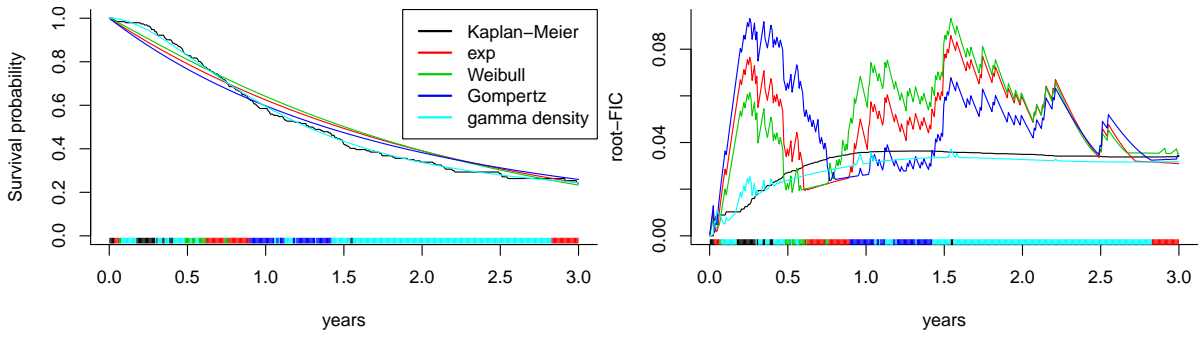 Survival probability
0.0
0.2
0.4
0.6
0.8
1.0
Kaplan−Meier
exp
Weibull
Gompertz
gamma density
0.0 0.5 1.0 1.5 2.0 2.5 3.0
years
root−FIC
0.00
0.04
0.08
0.0 0.5 1.0 1.5 2.0 2.5 3.0
years